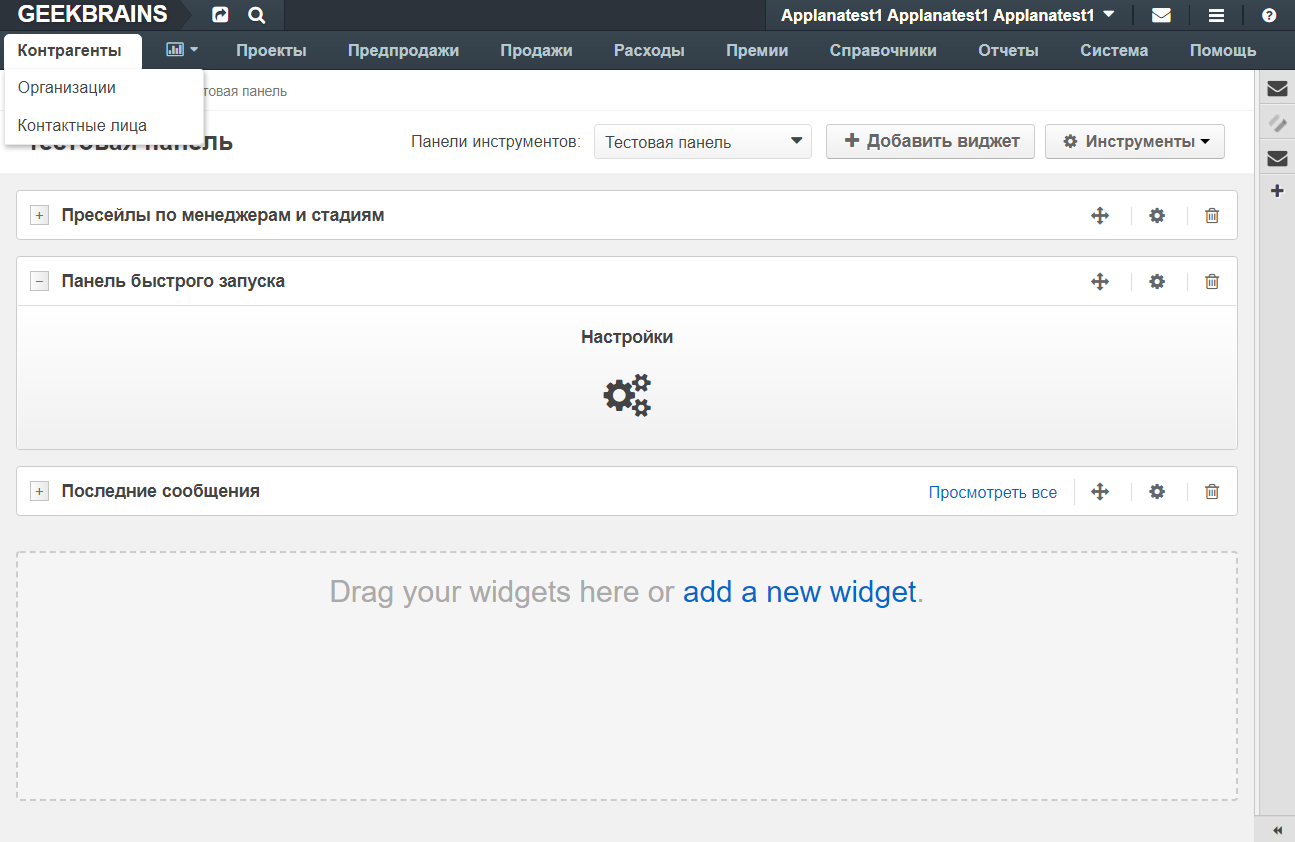 GEEKBRAINS
Applanatest1 Applanatest1 Applanatest1
Контрагенты Проекты Предпродажи Продажи Расходы Премии Справочники Отчеты Система Помощь
Организации
товая панель
Контактные лица
Тестовая панель
Панели инструментов: Тестовая панель + Добавить виджет Инструменты
Пресейлы по менеджерам и стадиям
Панель быстрого запуска
Настройки
Последние сообщения Просмотреть все
Drag your widgets here or add a new widget.